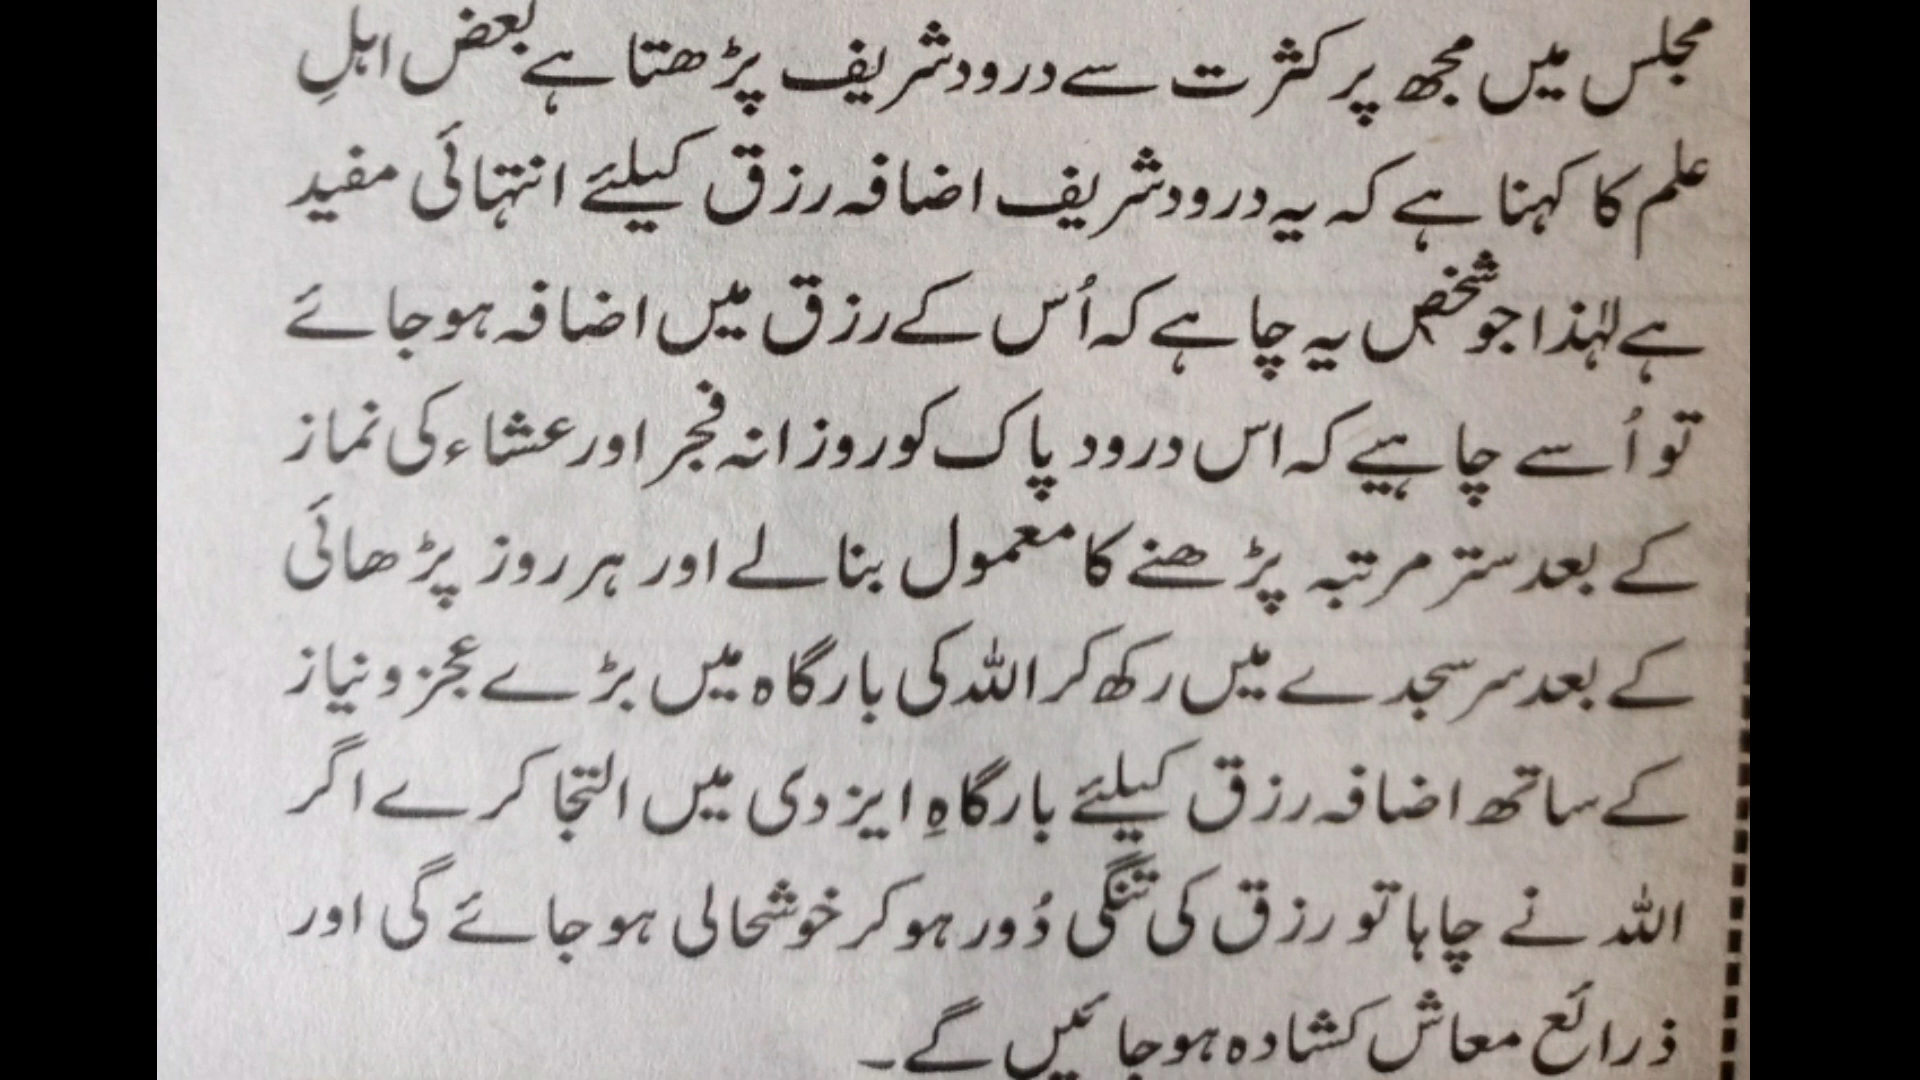 مجلس میں مجھ پر کثرت سے درود شریف پڑھتا ہے بعض اہلِ
علم کا کہنا ہے کہ یہ درود شریف اضافہ رزق کیلئے انتہائی مفید
ہے لہٰذا جو شخص یہ چاہے کہ اُس کے رزق میں اضافہ ہو جائے
تو اُسے چاہیے کہ اس درود پاک کو روزانہ فجر اور عشاء کی نماز
کے بعد ستر مرتبہ پڑھنے کا معمول بنا لے اور ہر روز پڑھائی
کے بعد سر سجدے میں رکھ کر اللہ کی بارگاہ میں بڑے عجز و نیاز
کے ساتھ اضافہ رزق کیلئے بارگاہِ ایزدی میں التجا کرے اگر
اللہ نے چاہا تو رزق کی تنگی دُور ہو کر خوشحالی ہو جائے گی اور
ذرائع معاش کشادہ ہو جائیں گے۔